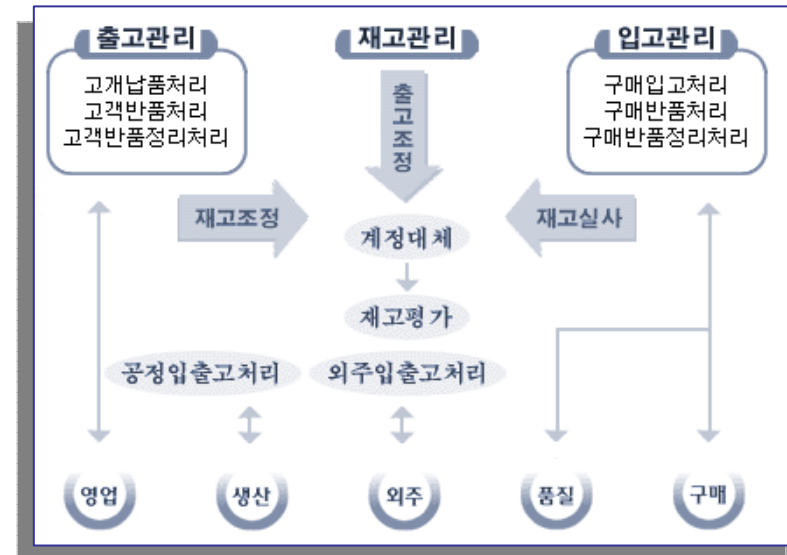 출고관리
재고관리
입고관리
고개납품처리
고객반품처리
고객반품정리처리
출고조정
구매입고처리
구매반품처리
구매반품정리처리
재고조정
재고실사
계정대체
재고평가
공정입출고처리
외주입출고처리
영업
생산
외주
품질
구매